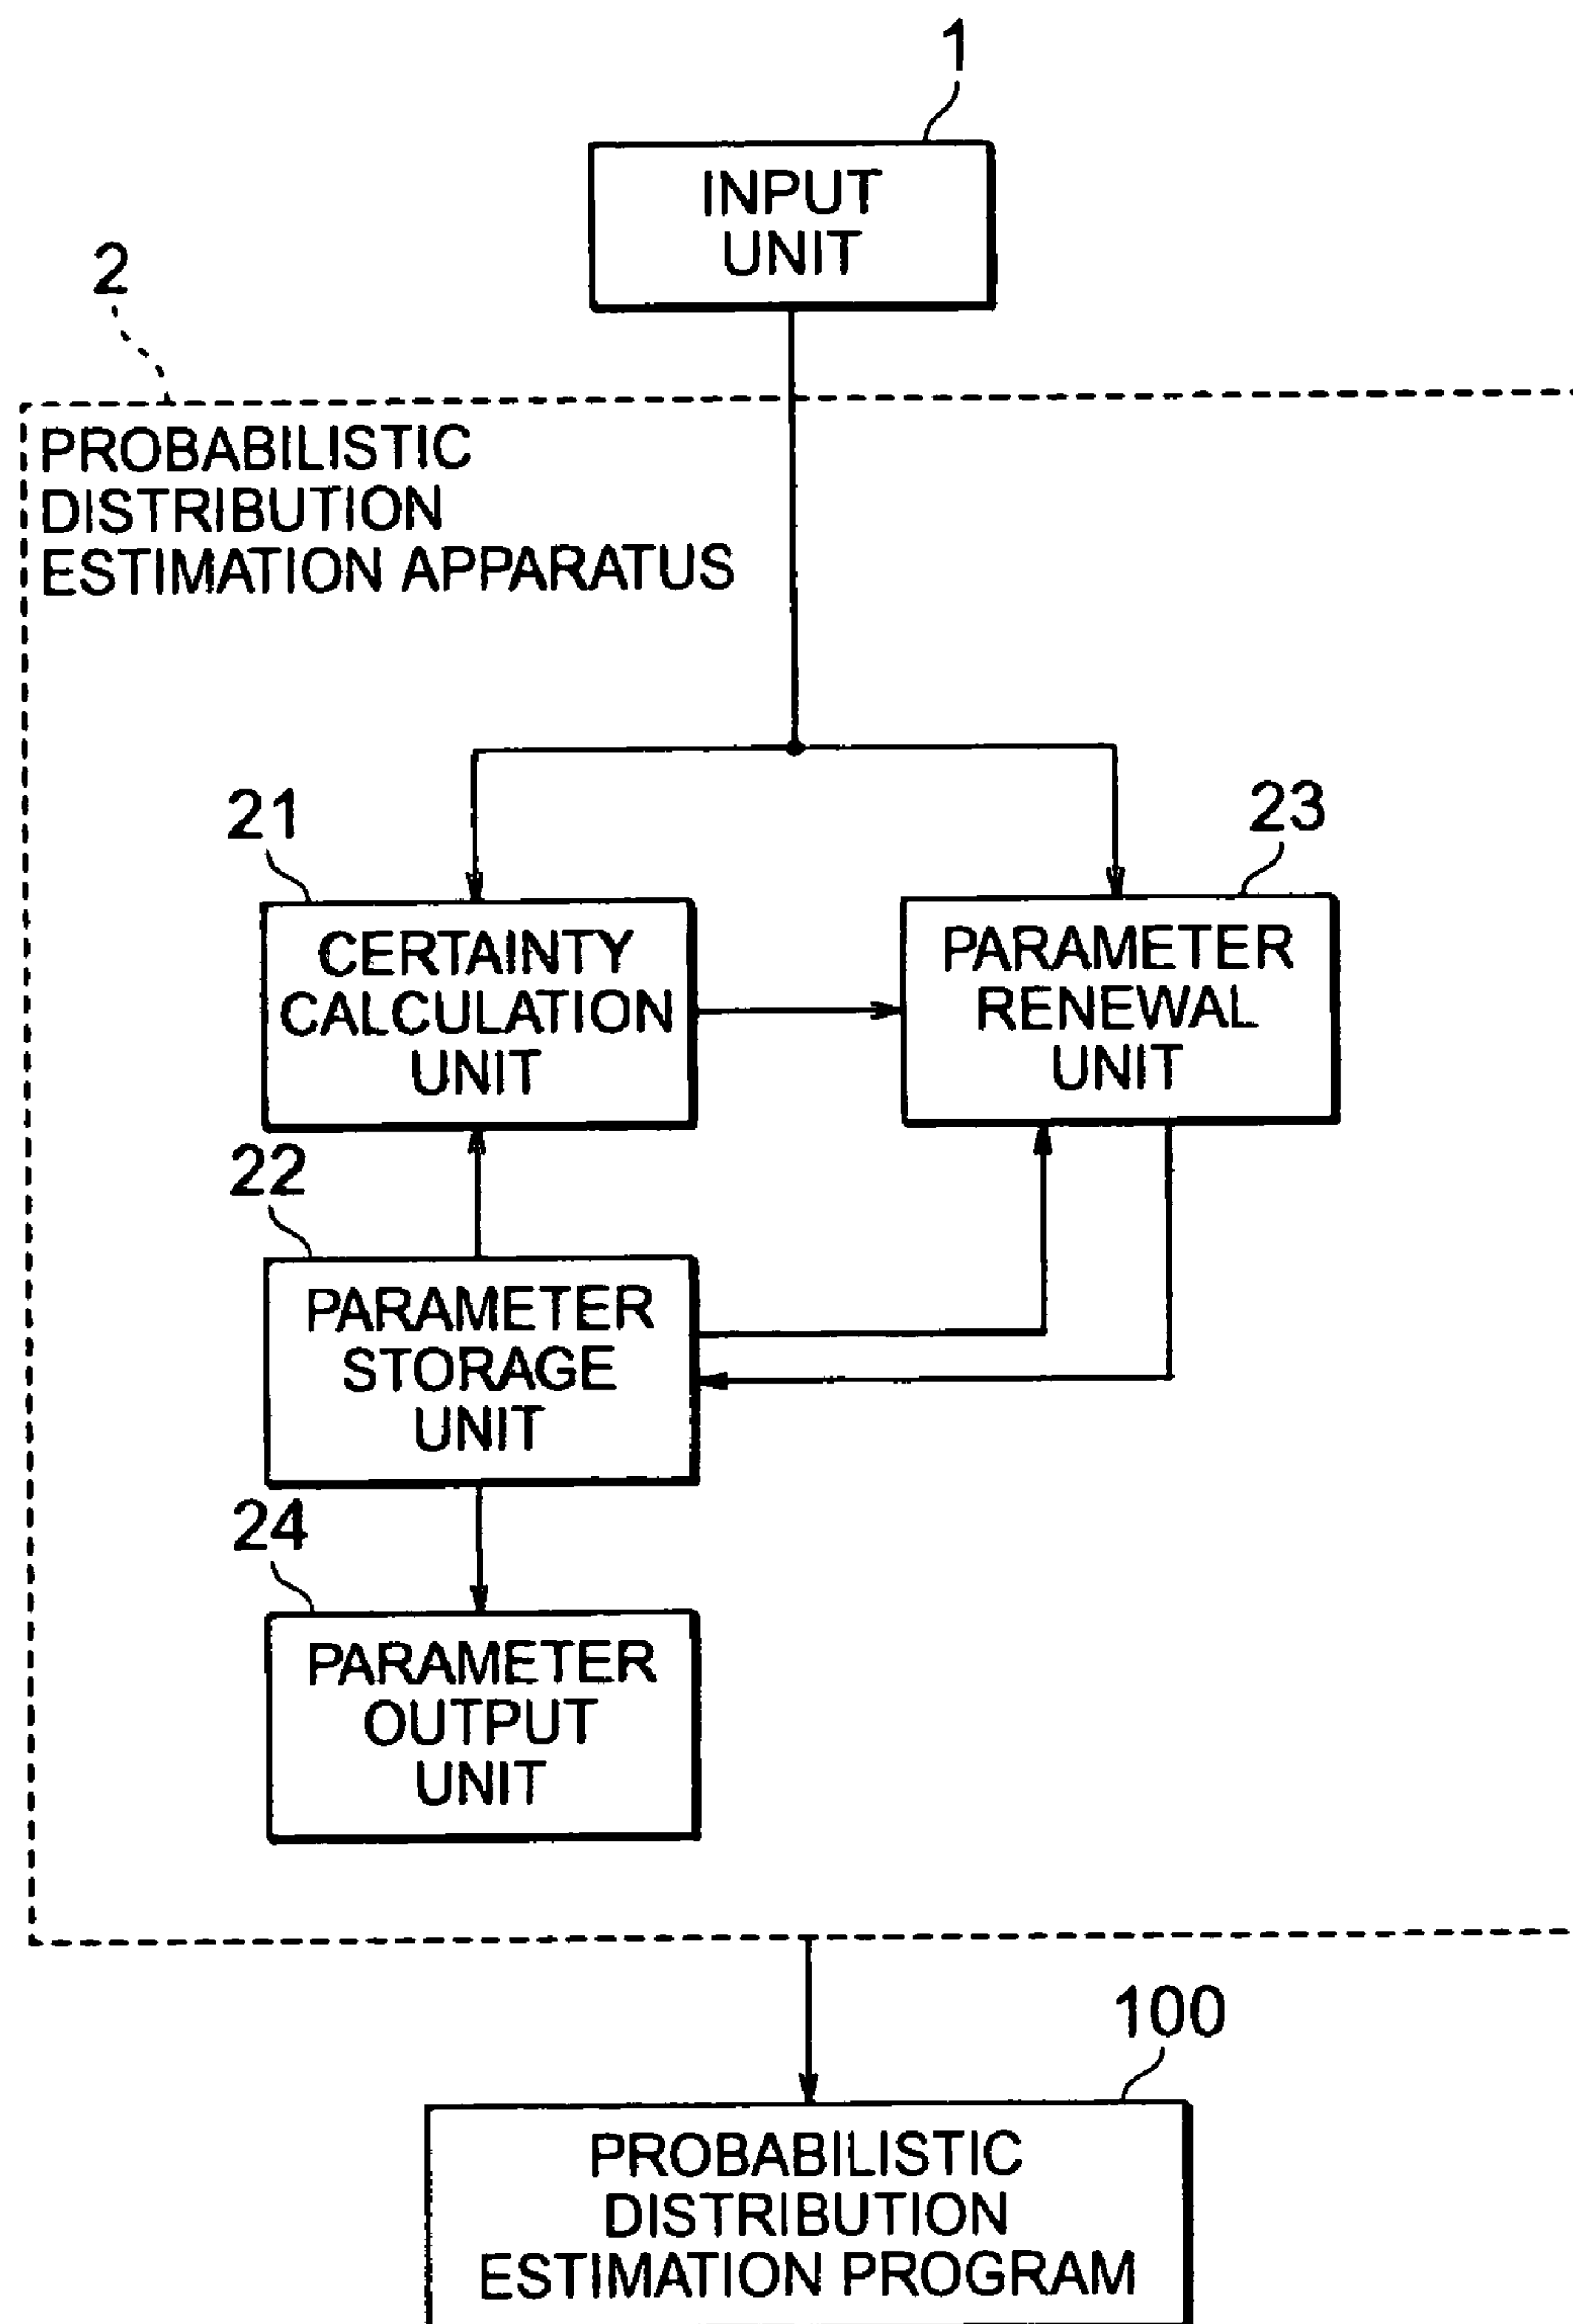 1
INPUT
UNIT
2
PROBABILISTIC
DISTRIBUTION
ESTIMATION APPARATUS
21
23
CERTAINTY
CALCULATION
UNIT
PARAMETER
RENEWAL
UNIT
22
PARAMETER
STORAGE
UNIT
24
PARAMETER
OUTPUT
UNIT
100
PROBABILISTIC
DISTRIBUTION
ESTIMATION PROGRAM